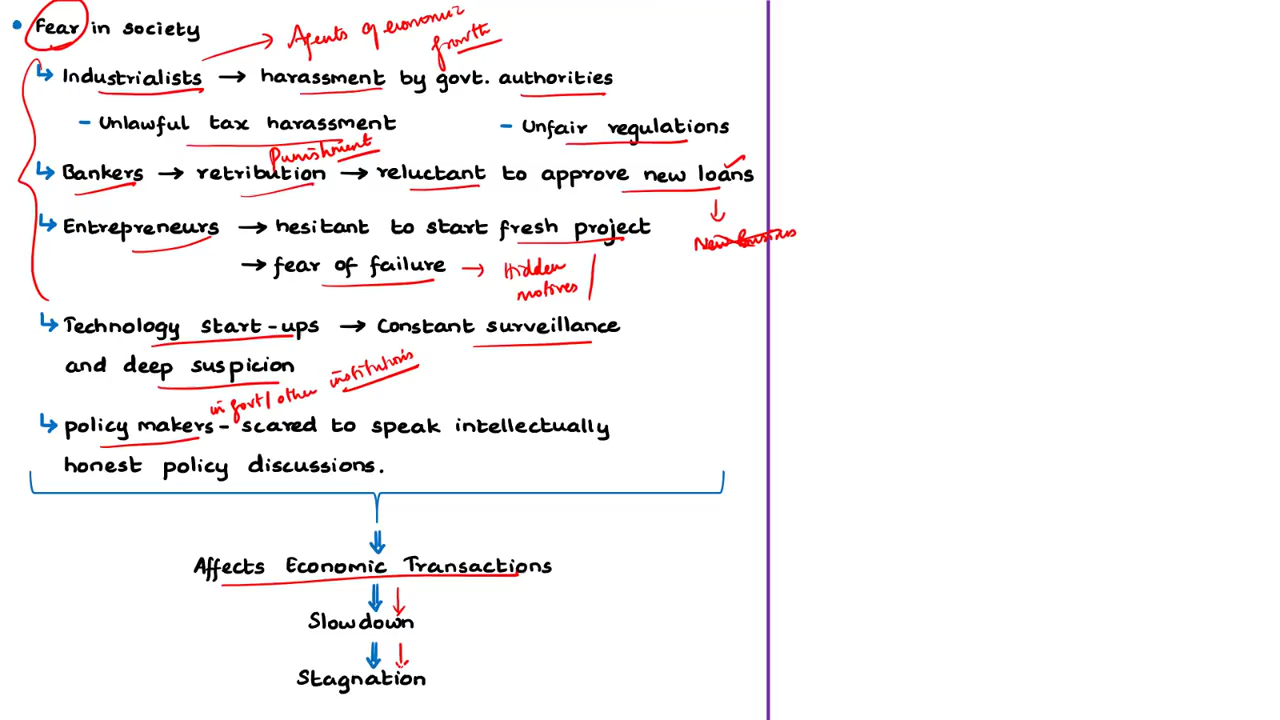 • Fear in society
Agents of economic
growth
↳ Industrialists → harassment by govt. authorities
- Unlawful tax harassment - Unfair regulations
Punishment
↳ Bankers → retribution → reluctant to approve new loans
↳ Entrepreneurs → hesitant to start fresh project
New business
→ fear of failure → Hidden
motives
↳ Technology start-ups → Constant surveillance
and deep suspicion
in govt/other institutions
↳ policy makers - scared to speak intellectually
honest policy discussions.
Affects Economic Transactions
Slowdown
Stagnation